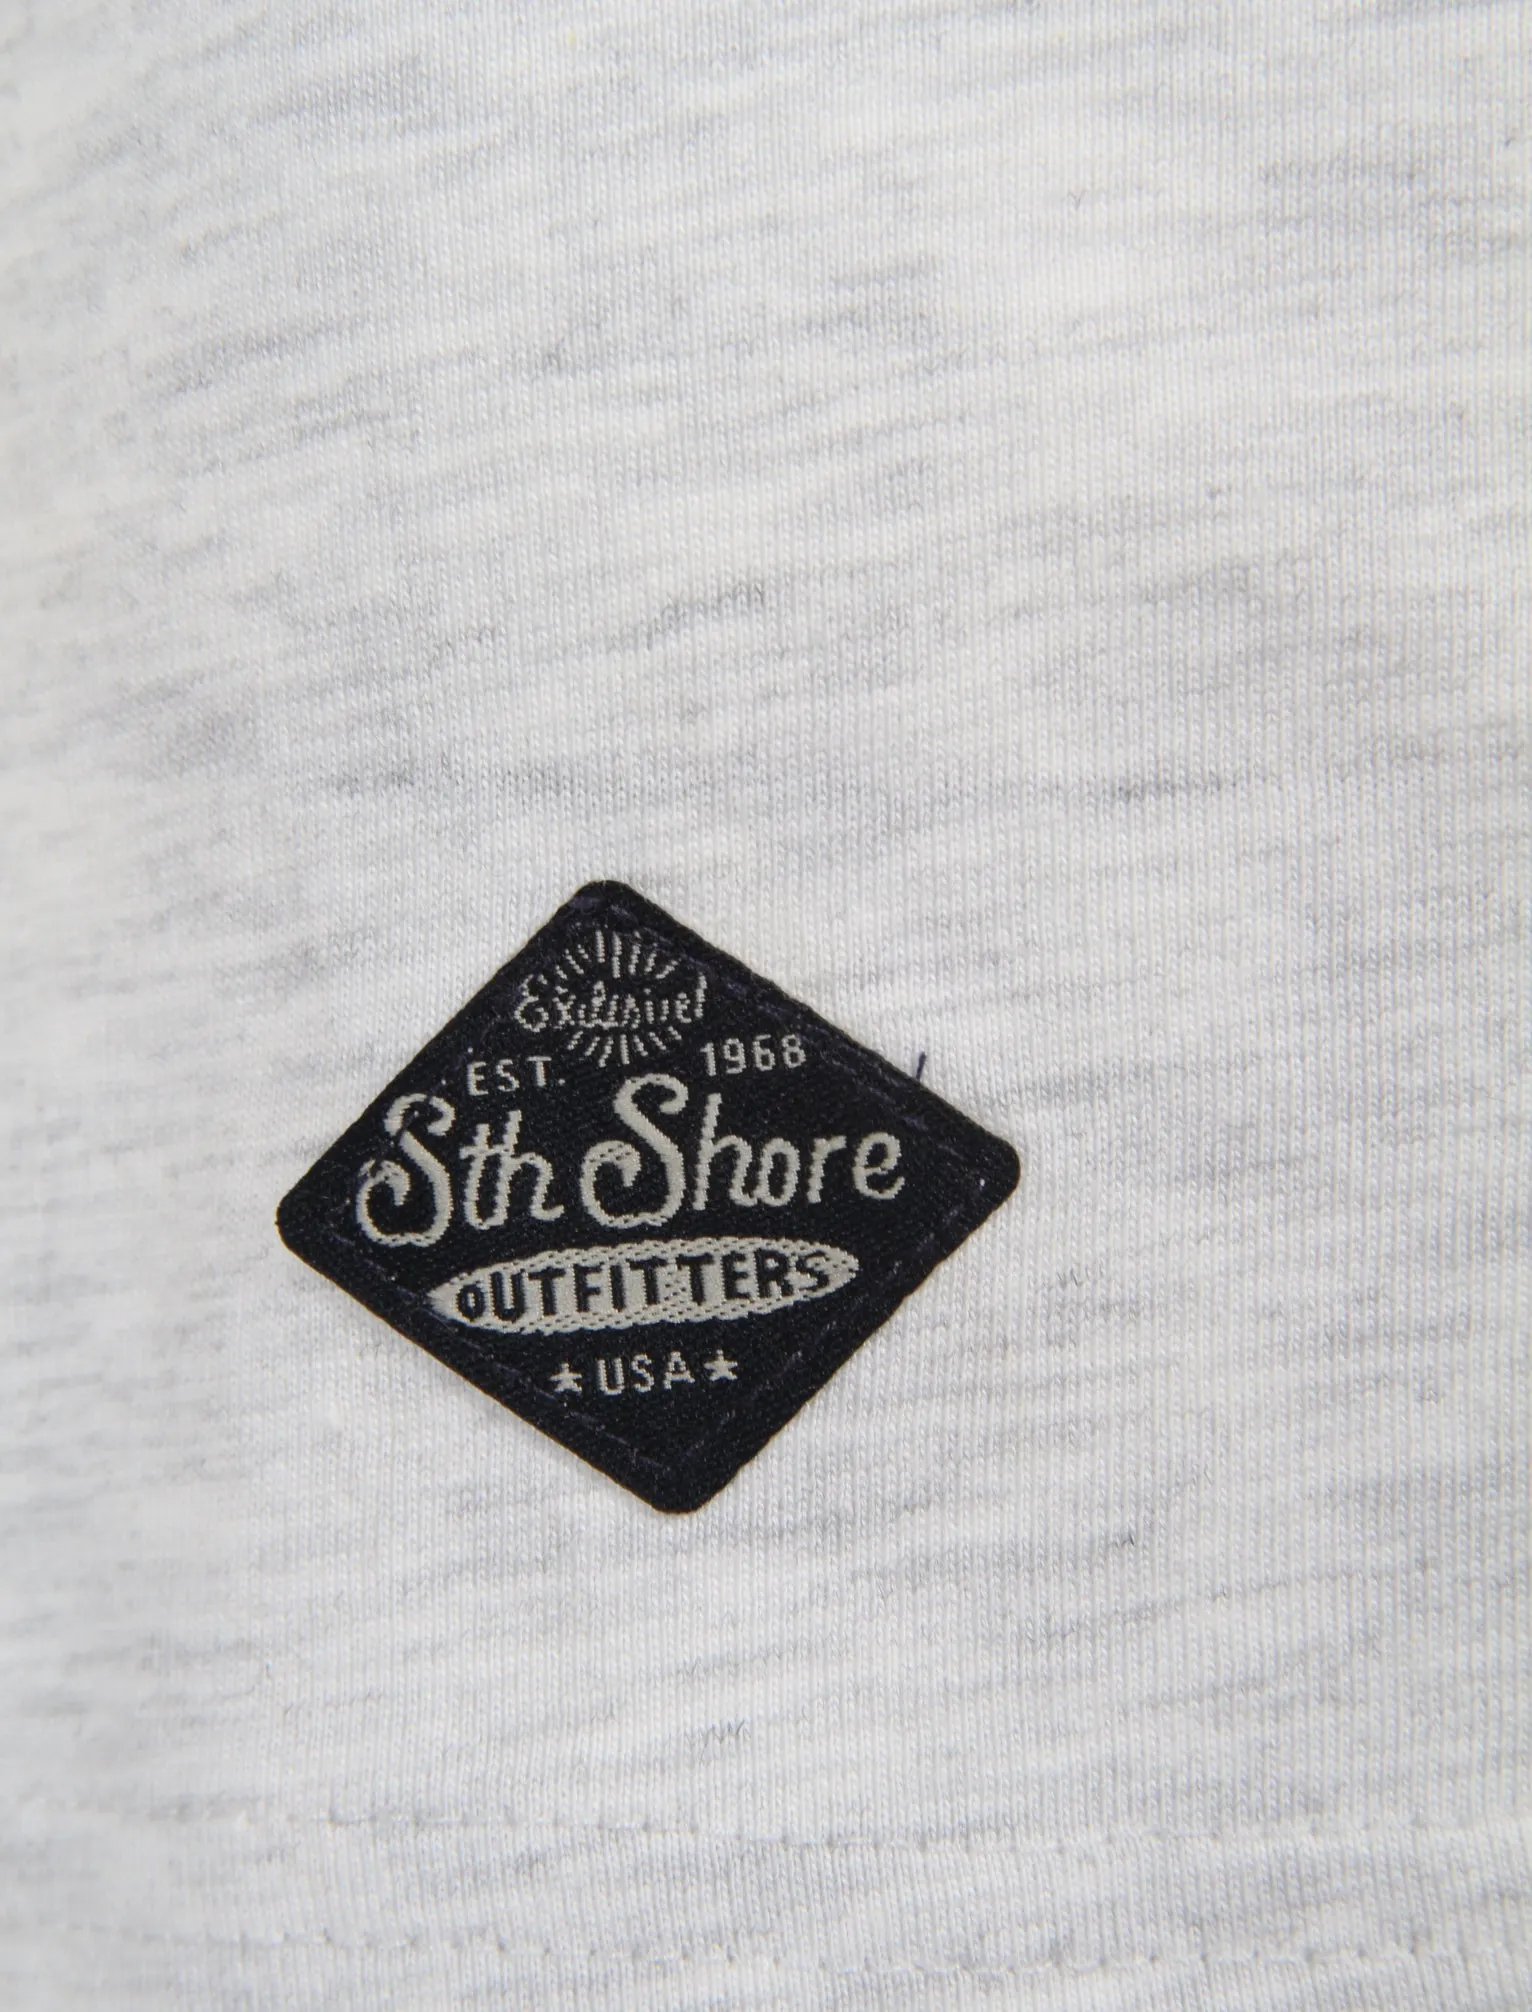 Exclusive!
EST. 1968
Sth Shore
OUTFITTERS
★USA★